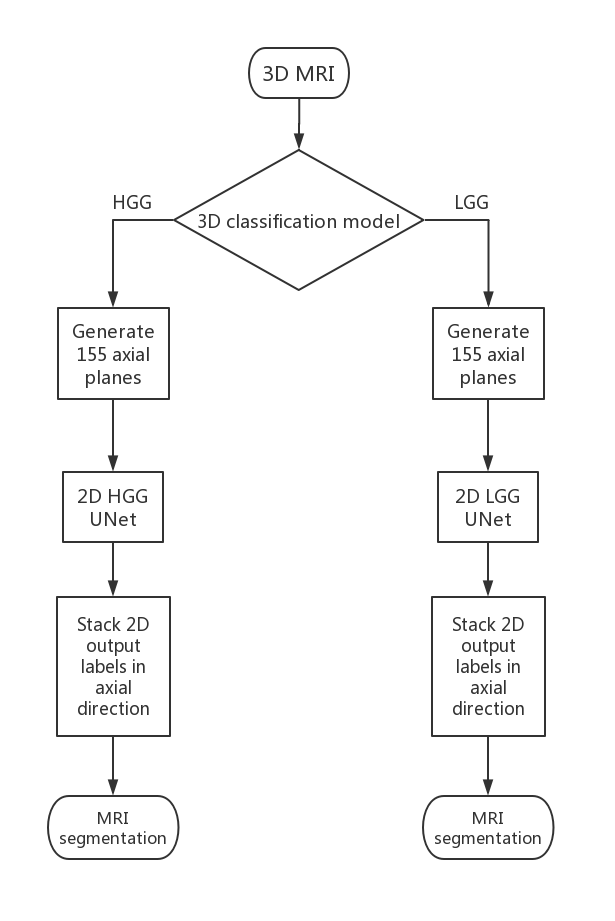 3D MRI
3D classification model
HGG
LGG
Generate
155 axial
planes
2D HGG
UNet
Stack 2D
output
labels in
axial
direction
MRI
segmentation
Generate
155 axial
planes
2D LGG
UNet
Stack 2D
output
labels in
axial
direction
MRI
segmentation